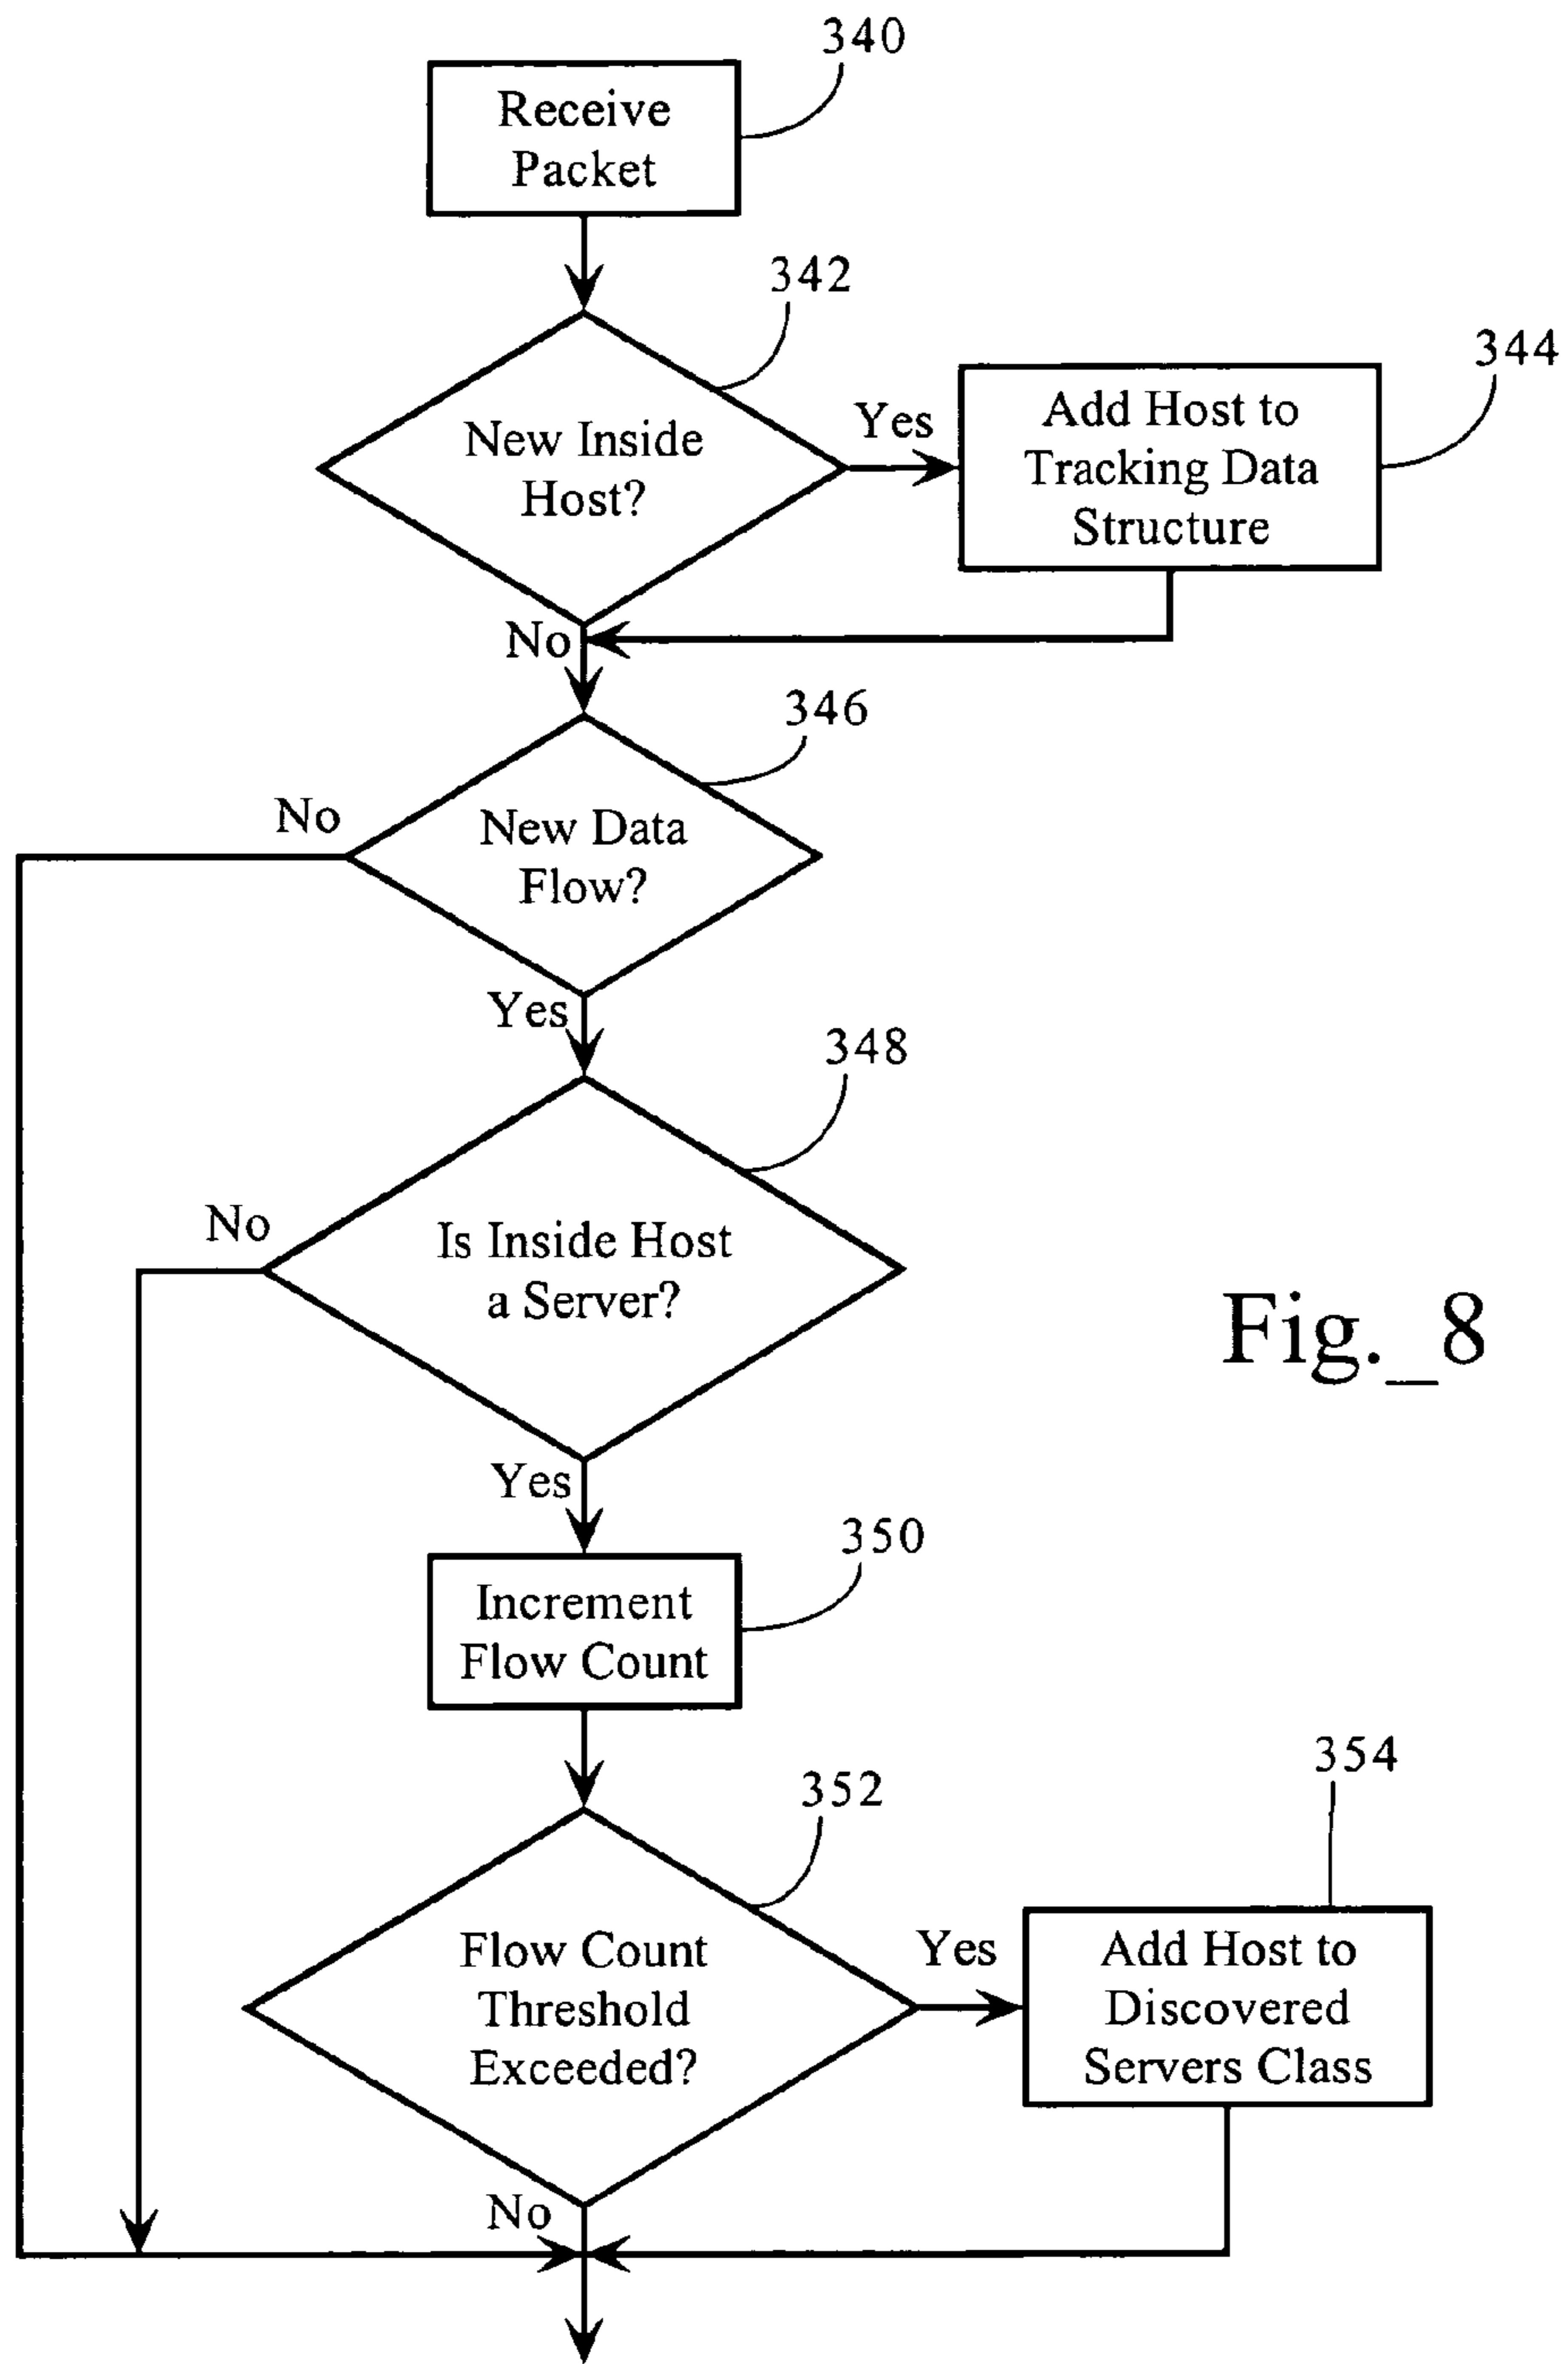 340
Receive
Packet
342
New Inside
Host?
Yes
344
Add Host to
Tracking Data
Structure
No
346
New Data
Flow?
No
Yes
348
Is Inside Host
a Server?
No
Fig._8
Yes
350
Increment
Flow Count
352
Flow Count
Threshold
Exceeded?
Yes
354
Add Host to
Discovered
Servers Class
No